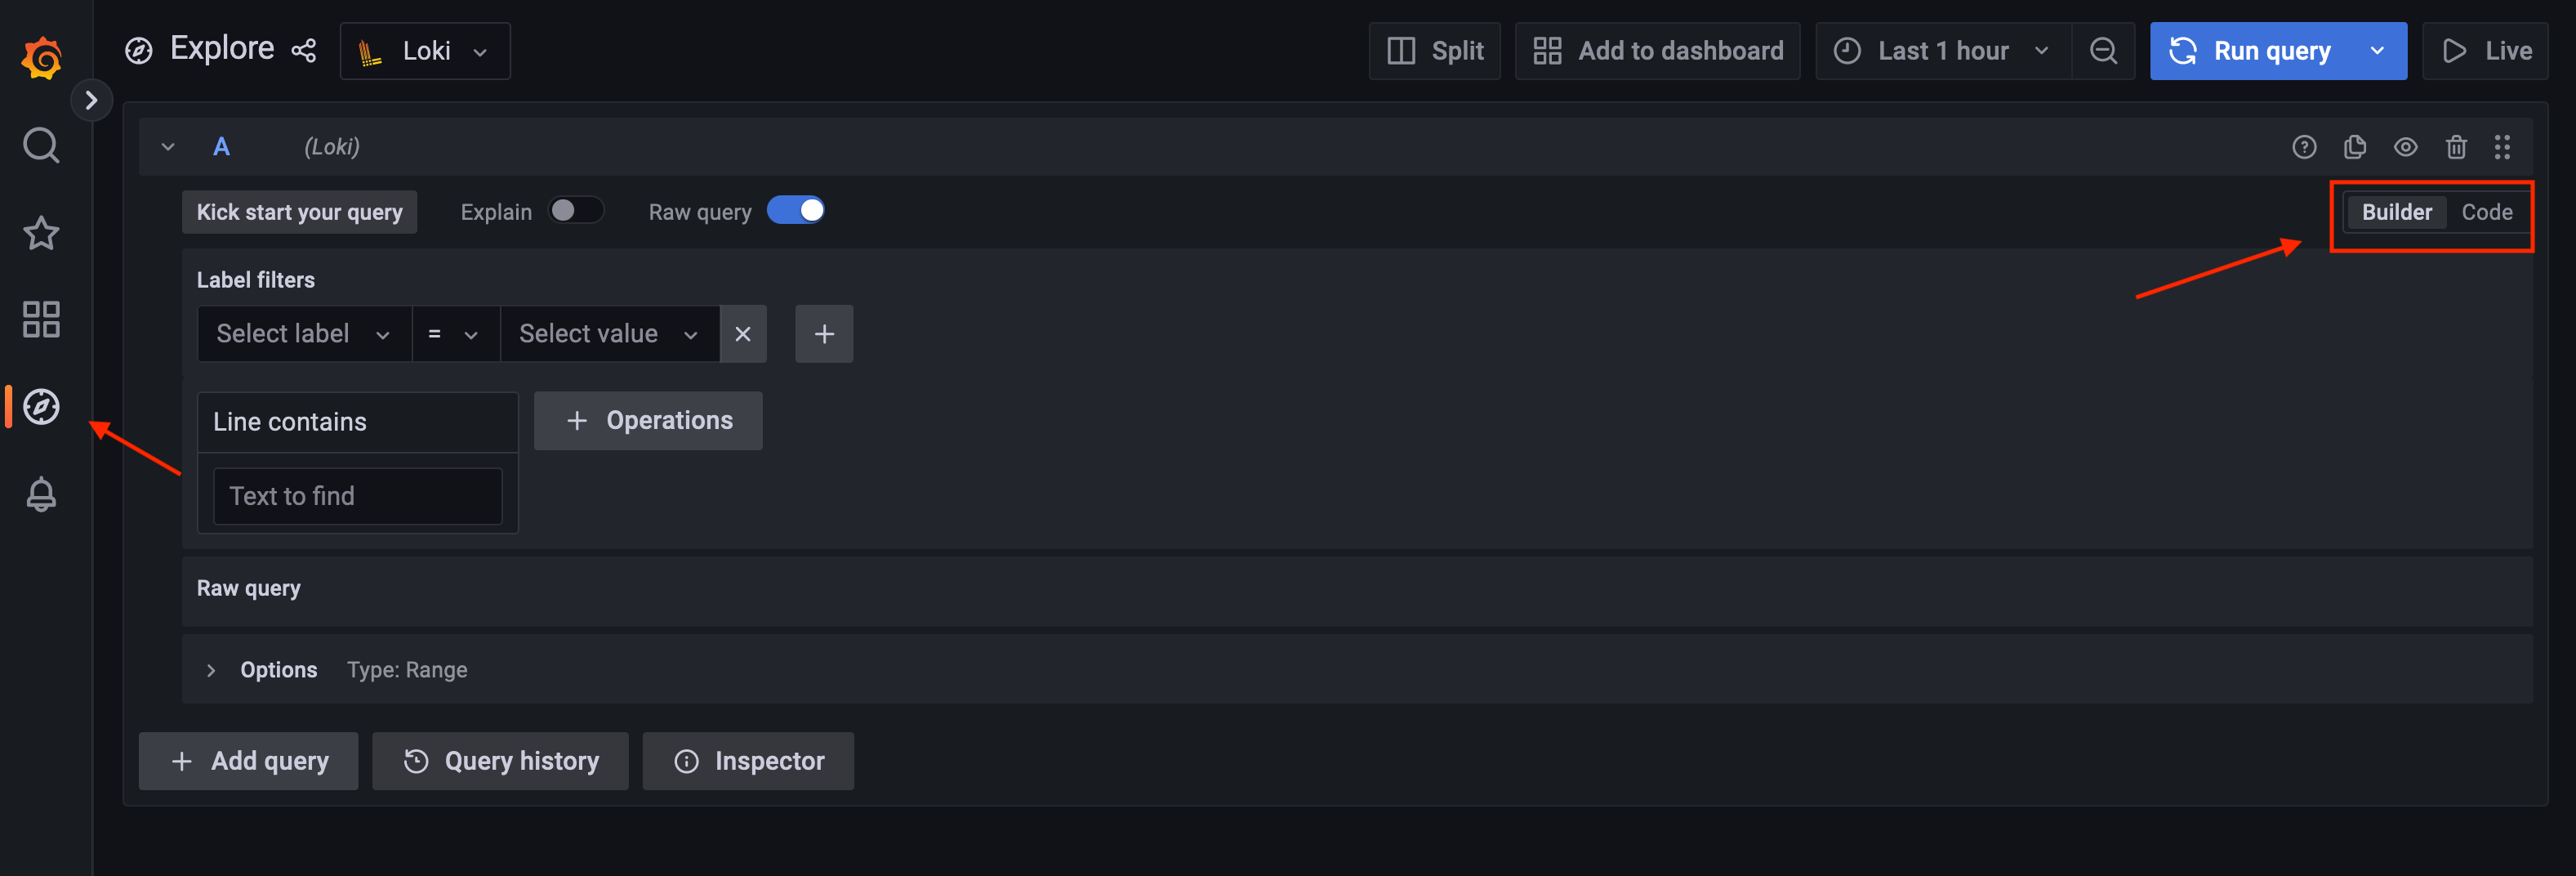 Explore Loki Split Add to dashboard Last 1 hour Run query Live
A (Loki)
Kick start your query Explain Raw query Builder Code
Label filters
Select label = Select value
Line contains Operations
Text to find
Raw query
Options Type: Range
Add query Query history Inspector